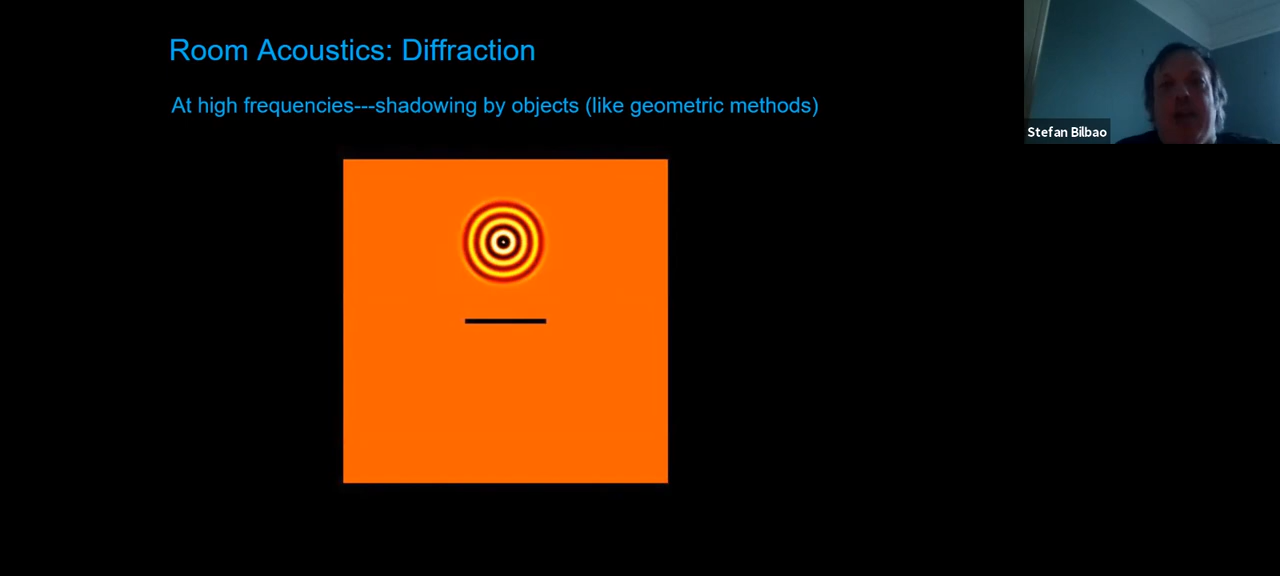 Room Acoustics: Diffraction
At high frequencies---shadowing by objects (like geometric methods)
Stefan Bilbao